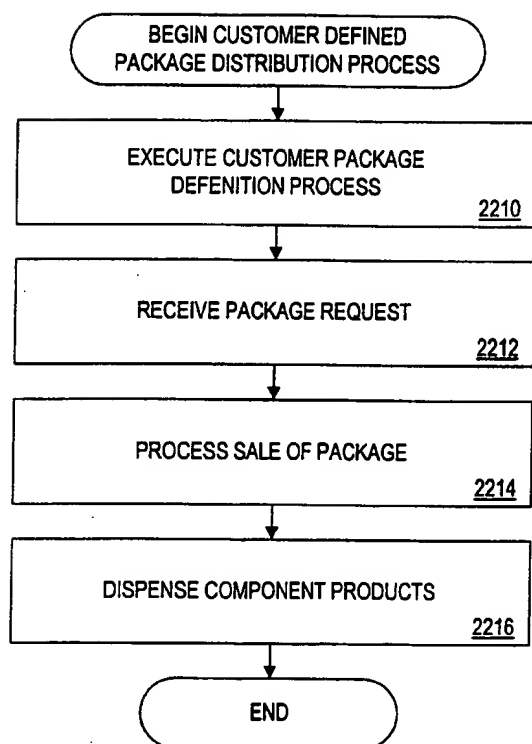 BEGIN CUSTOMER DEFINED
PACKAGE DISTRIBUTION PROCESS
EXECUTE CUSTOMER PACKAGE
DEFENITION PROCESS
2210
RECEIVE PACKAGE REQUEST
2212
PROCESS SALE OF PACKAGE
2214
DISPENSE COMPONENT PRODUCTS
2216
END